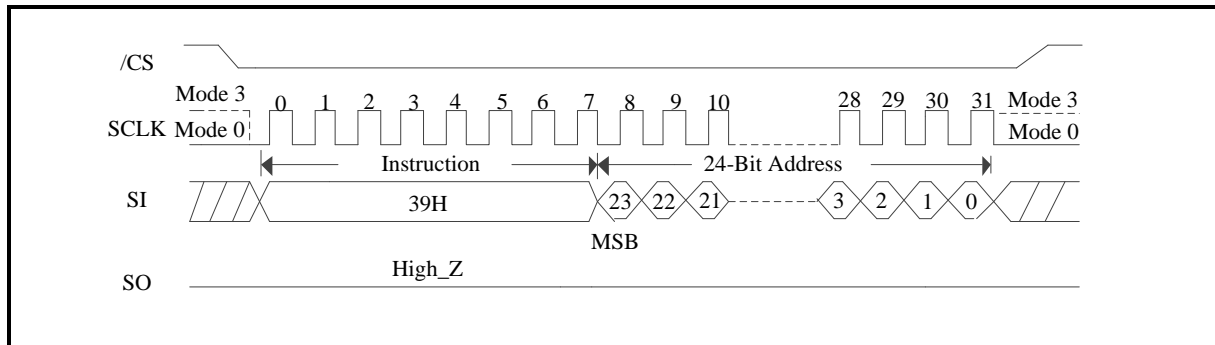 /CS
Mode 3
0 1 2 3 4 5 6 7 8 9 10 28 29 30 31
Mode 3
SCLK Mode 0
Mode 0
Instruction 24-Bit Address
SI 39H 23 22 21 3 2 1 0
MSB
High_Z
SO